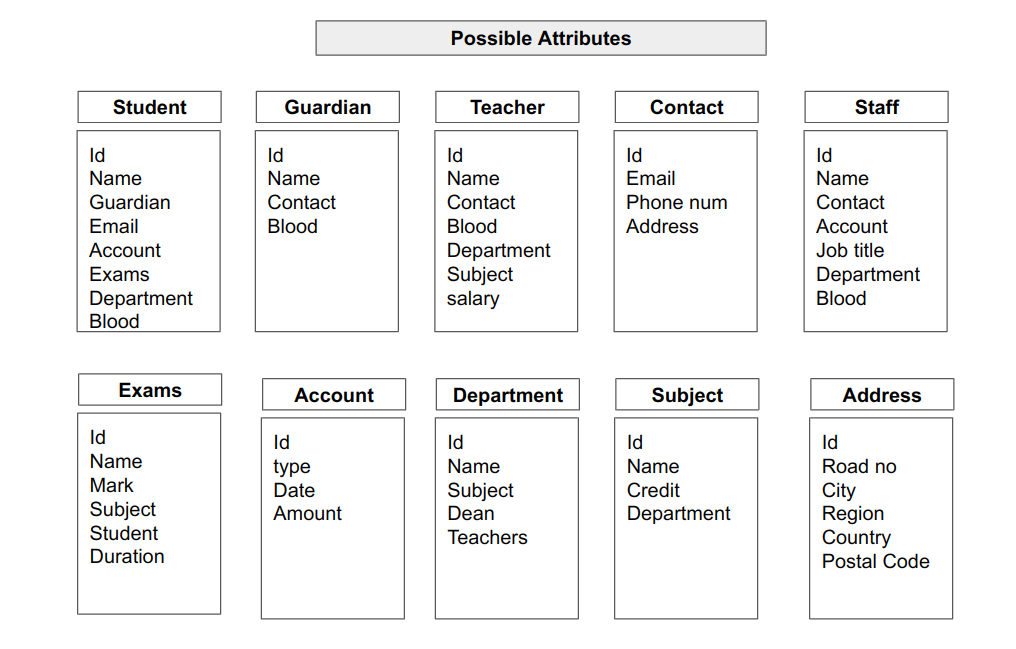 Possible Attributes
Student
Id
Name
Guardian
Email
Account
Exams
Department
Blood
Guardian
Id
Name
Contact
Blood
Teacher
Id
Name
Contact
Blood
Department
Subject
salary
Contact
Id
Email
Phone num
Address
Staff
Id
Name
Contact
Account
Job title
Department
Blood
Exams
Id
Name
Mark
Subject
Student
Duration
Account
Id
type
Date
Amount
Department
Id
Name
Subject
Dean
Teachers
Subject
Id
Name
Credit
Department
Address
Id
Road no
City
Region
Country
Postal Code